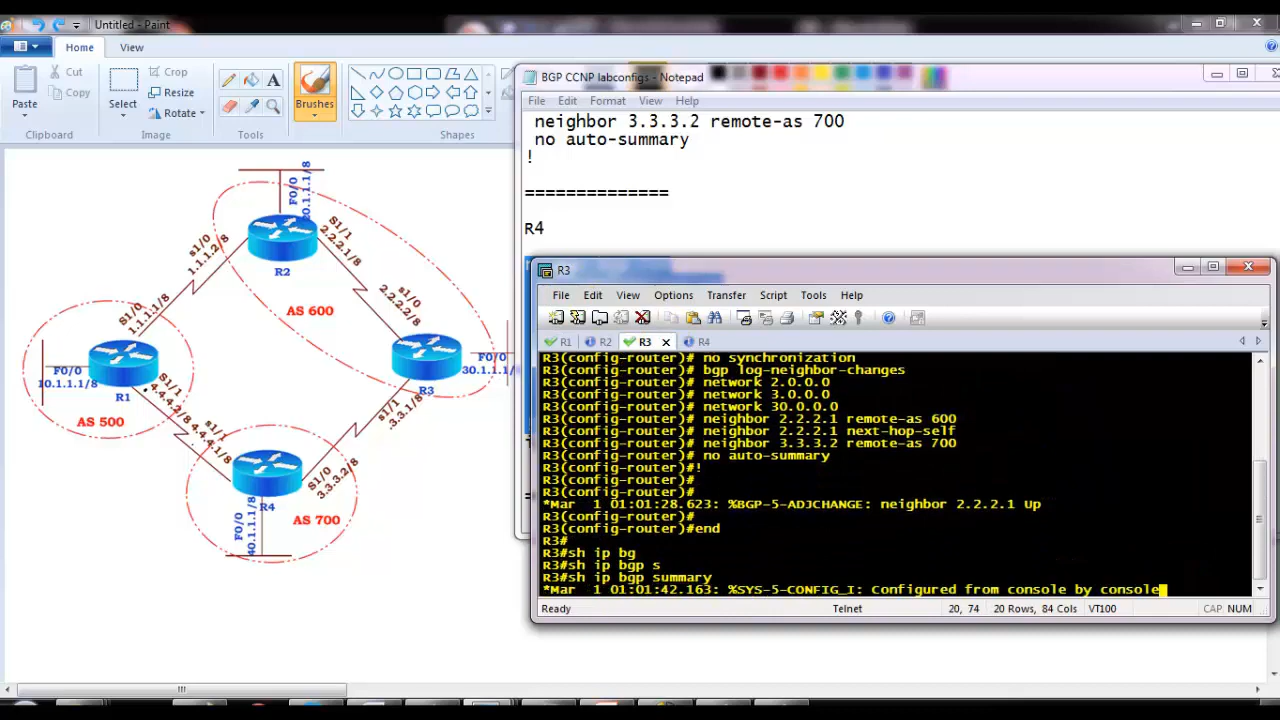 Untitled - Paint
Home
View
Paste
Cut
Copy
Clipboard
Select
Crop
Resize
Rotate
Image
Tools
Brushes
Shapes
BGP CCNP labconfigs - Notepad
File Edit Format View Help
neighbor 3.3.3.2 remote-as 700
no auto-summary
!
==============
R4
F0/0
20.1.1.1/8
R2
S1/1
2.2.2.1/8
s1/0
1.1.1.2/8
2.2.2.2/8
AS 600
S1/0
1.1.1.1/8
F0/0
10.1.1.1/8
R1
AS 500
S1/1
4.4.4.2/8
s1/1
4.4.4.1/8
F0/0
30.1.1.1/
R3
s1/1
.3.3.1/8
S1/0
3.3.3.2/8
R4
F0/0
40.1.1.1/8
AS 700
R3
File Edit View Options Transfer Script Tools Help
R1 R2 R3 R4
R3(config-router)# no synchronization
R3(config-router)# bgp log-neighbor-changes
R3(config-router)# network 2.0.0.0
R3(config-router)# network 3.0.0.0
R3(config-router)# network 30.0.0.0
R3(config-router)# neighbor 2.2.2.1 remote-as 600
R3(config-router)# neighbor 2.2.2.1 next-hop-self
R3(config-router)# neighbor 3.3.3.2 remote-as 700
R3(config-router)# no auto-summary
R3(config-router)#!
R3(config-router)#
R3(config-router)#
*Mar 1 01:01:28.623: %BGP-5-ADJCHANGE: neighbor 2.2.2.1 Up
R3(config-router)#
R3(config-router)#end
R3#
R3#sh ip bg
R3#sh ip bgp s
R3#sh ip bgp summary
*Mar 1 01:01:42.163: %SYS-5-CONFIG_I: Configured from console by console
Ready
Telnet
20, 74
20 Rows, 84 Cols
VT100
CAP NUM